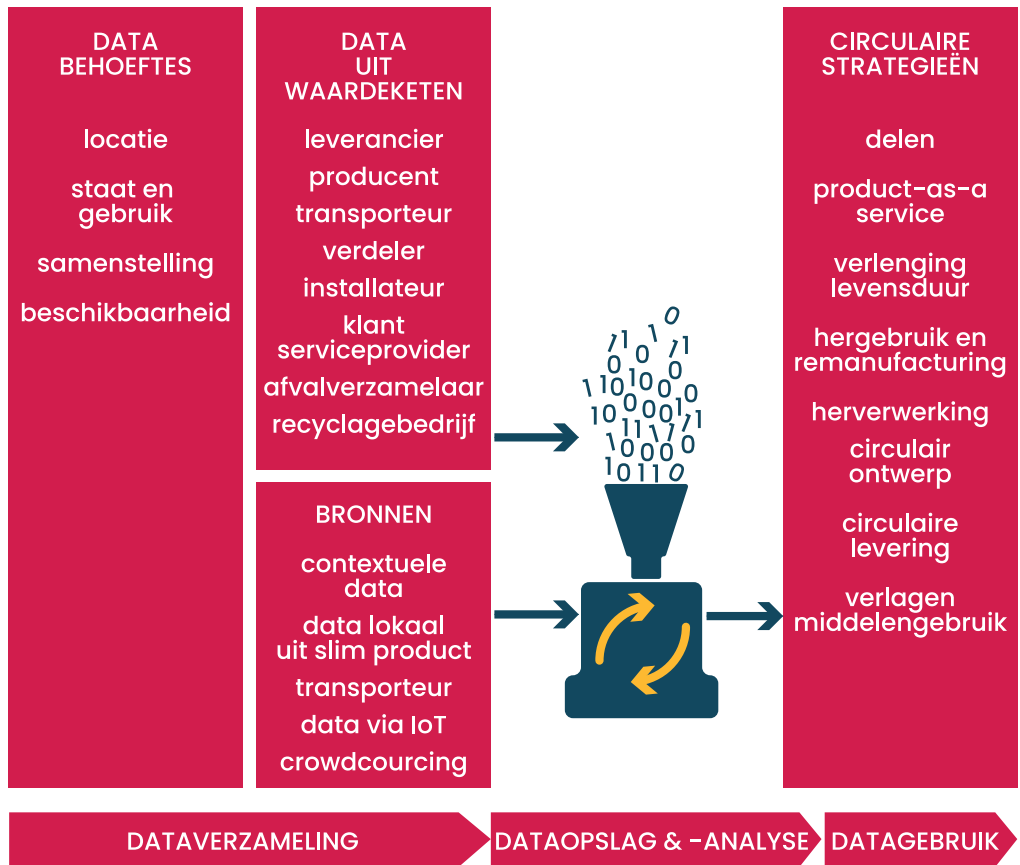 DATA
BEHOEFTES
locatie
staat en
gebruik
samenstelling
beschikbaarheid
DATA
UIT
WAARDEKETEN
leverancier
producent
transporteur
verdeler
installateur
klant
serviceprovider
afvalverzamelaar
recyclagebedrijf
BRONNEN
contextuele
data
data lokaal
uit slim product
transporteur
data via IoT
crowdcourcing
CIRCULAIRE
STRATEGIEËN
delen
product-as-a
service
verlenging
levensduur
hergebruik en
remanufacturing
herverwerking
circulair
ontwerp
circulaire
levering
verlagen
middelengebruik
DATAVERZAMELING
DATAOPSLAG & -ANALYSE
DATAGEBRUIK